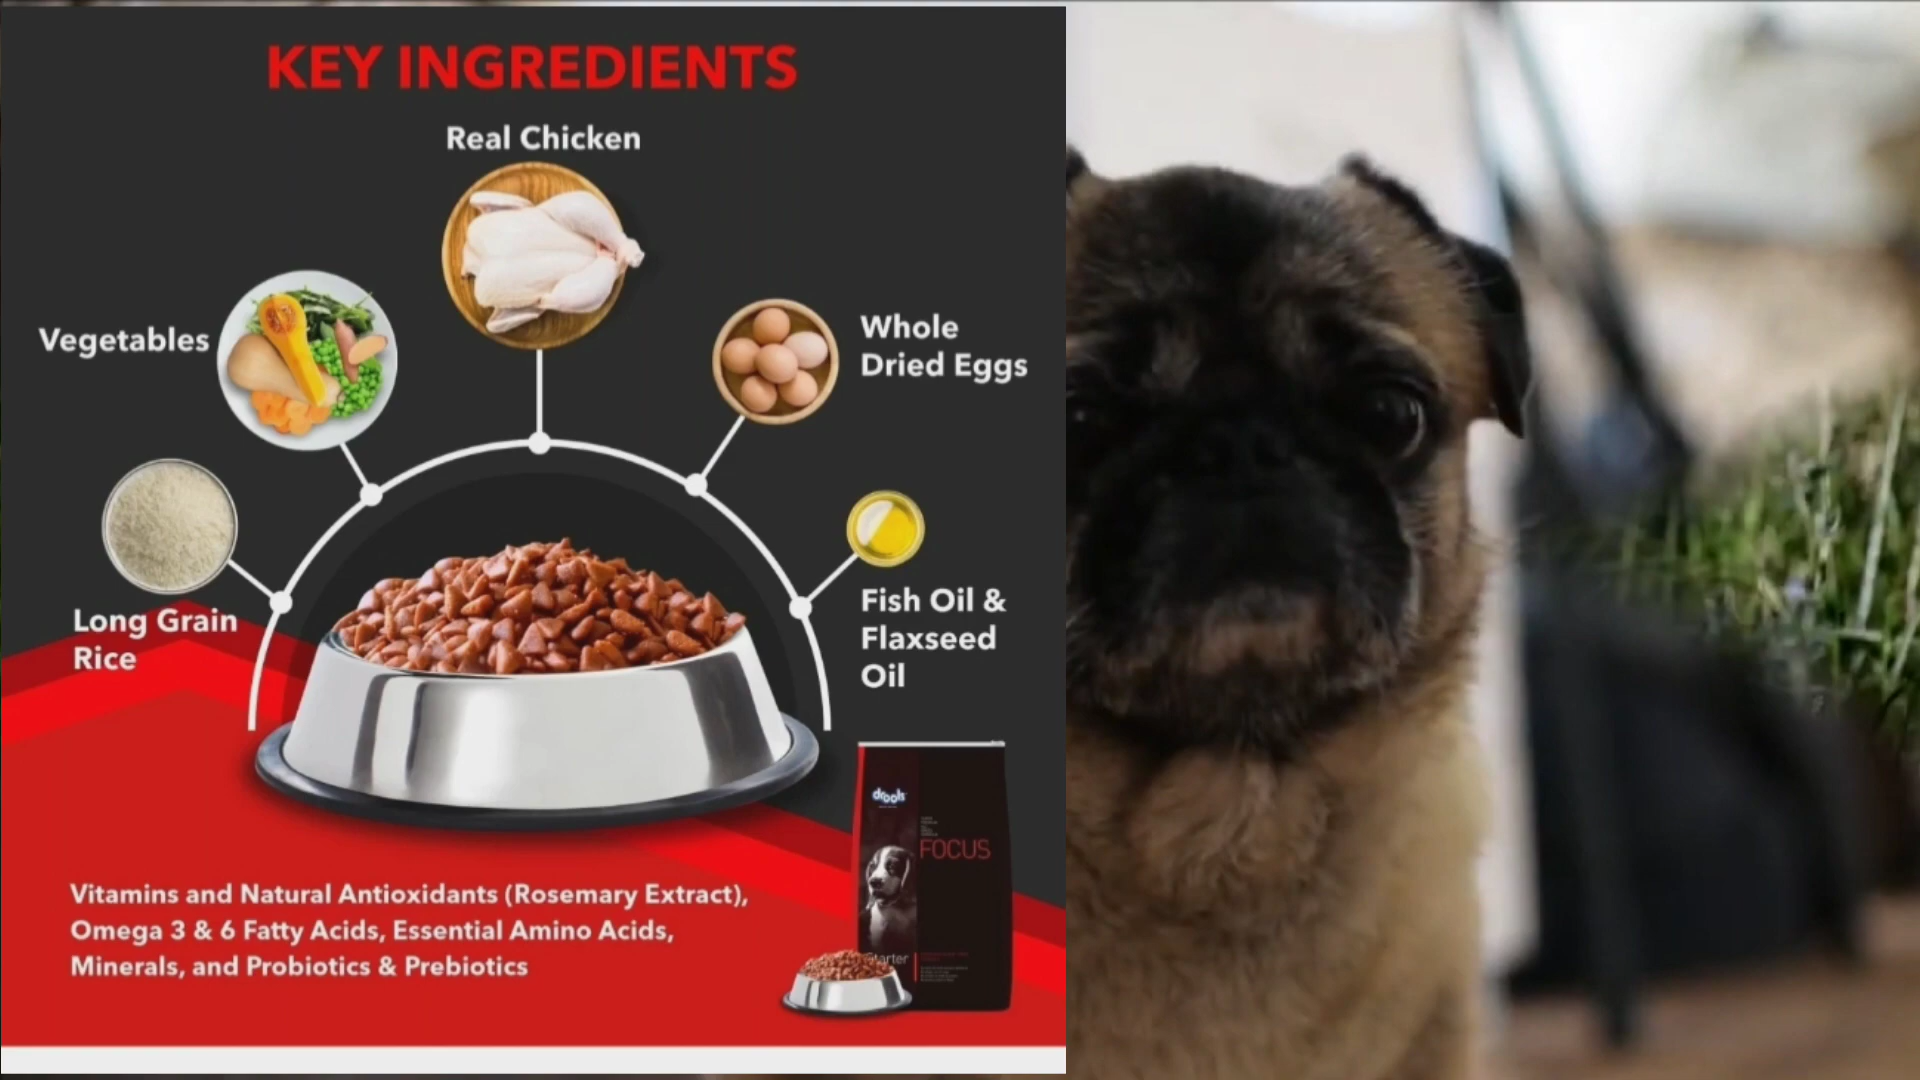 KEY INGREDIENTS
Real Chicken
Vegetables
Whole
Dried Eggs
Long Grain
Rice
Fish Oil &
Flaxseed
Oil
Vitamins and Natural Antioxidants (Rosemary Extract),
Omega 3 & 6 Fatty Acids, Essential Amino Acids,
Minerals, and Probiotics & Prebiotics
drools
FOCUS
Starter